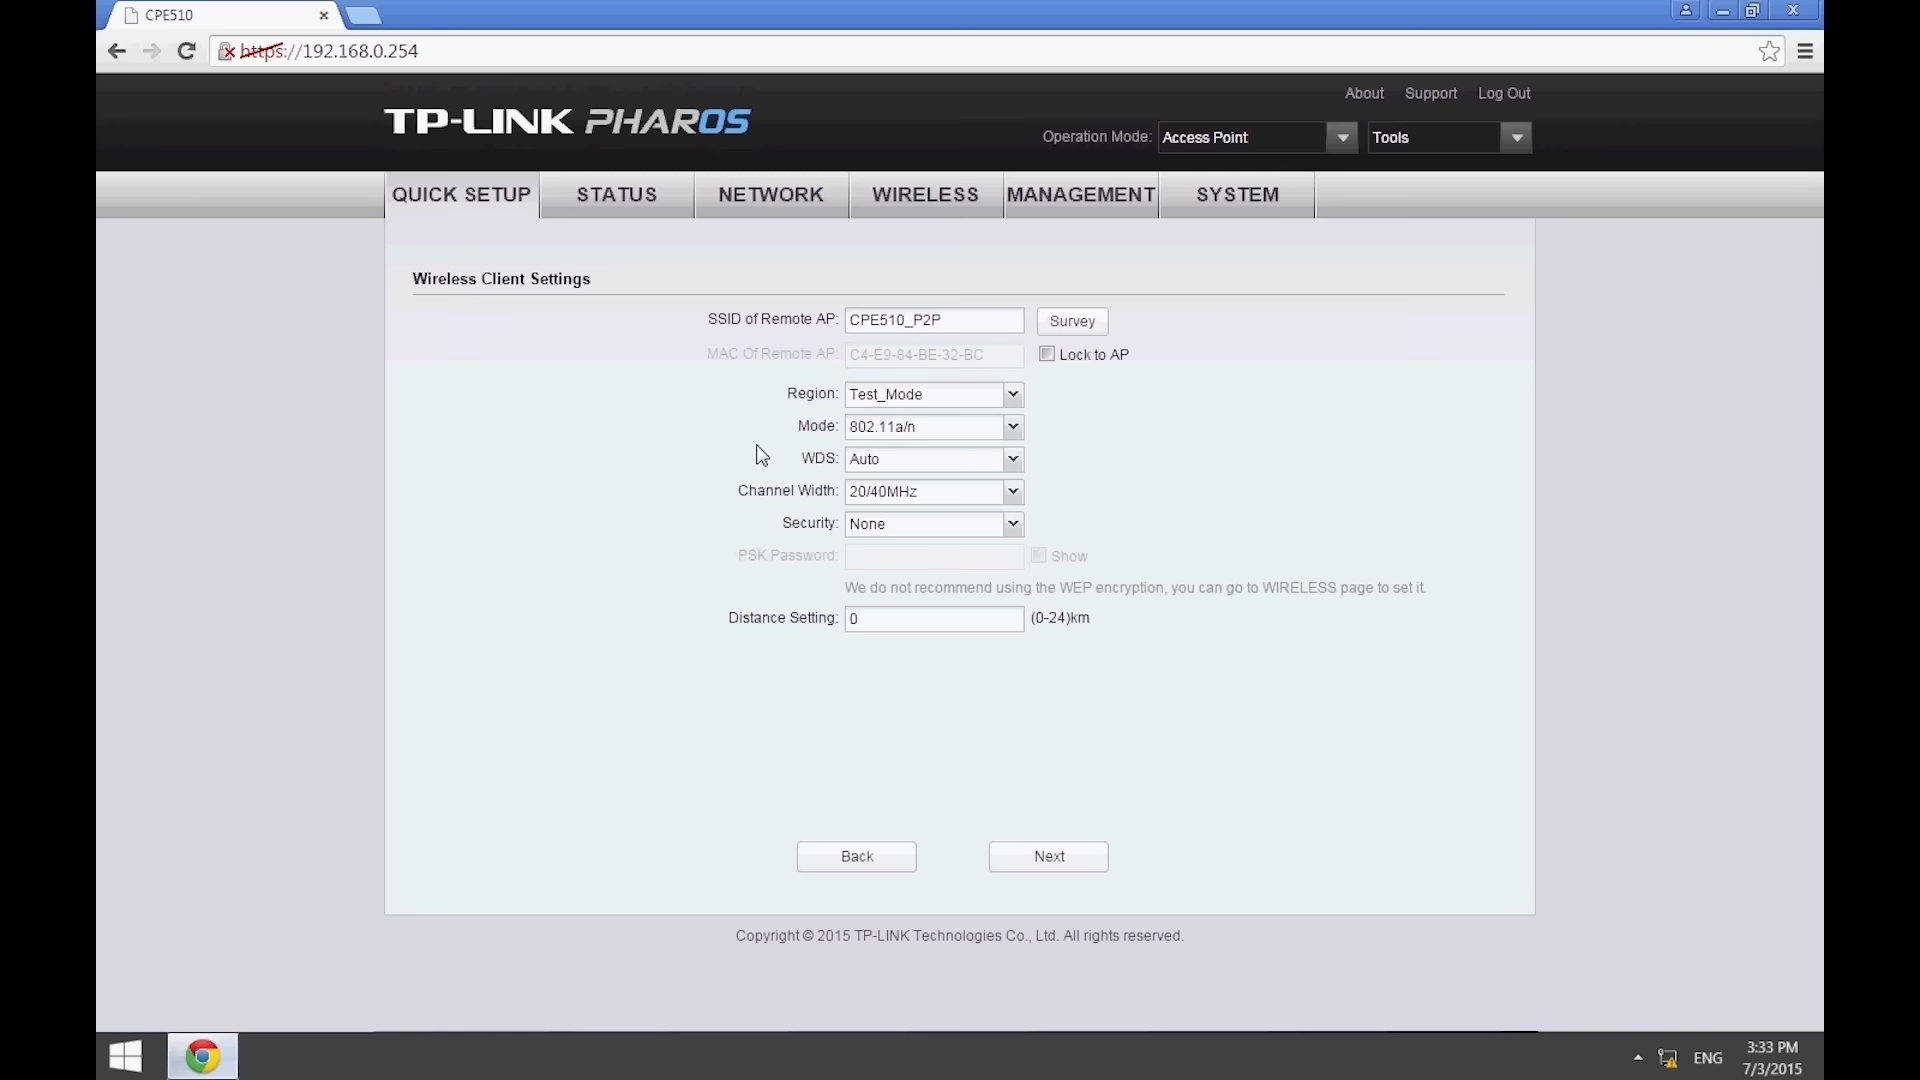 CPE510
https://192.168.0.254
About Support Log Out
TP-LINK PHAROS
Operation Mode: Access Point Tools
QUICK SETUP STATUS NETWORK WIRELESS MANAGEMENT SYSTEM
Wireless Client Settings
SSID of Remote AP: CPE510_P2P Survey
MAC Of Remote AP: C4-E9-84-BE-32-BC Lock to AP
Region: Test_Mode
Mode: 802.11a/n
WDS: Auto
Channel Width: 20/40MHz
Security: None
PSK Password: Show
We do not recommend using the WEP encryption, you can go to WIRELESS page to set it.
Distance Setting: 0 (0-24)km
Back Next
Copyright © 2015 TP-LINK Technologies Co., Ltd. All rights reserved.
ENG 3:33 PM
7/3/2015